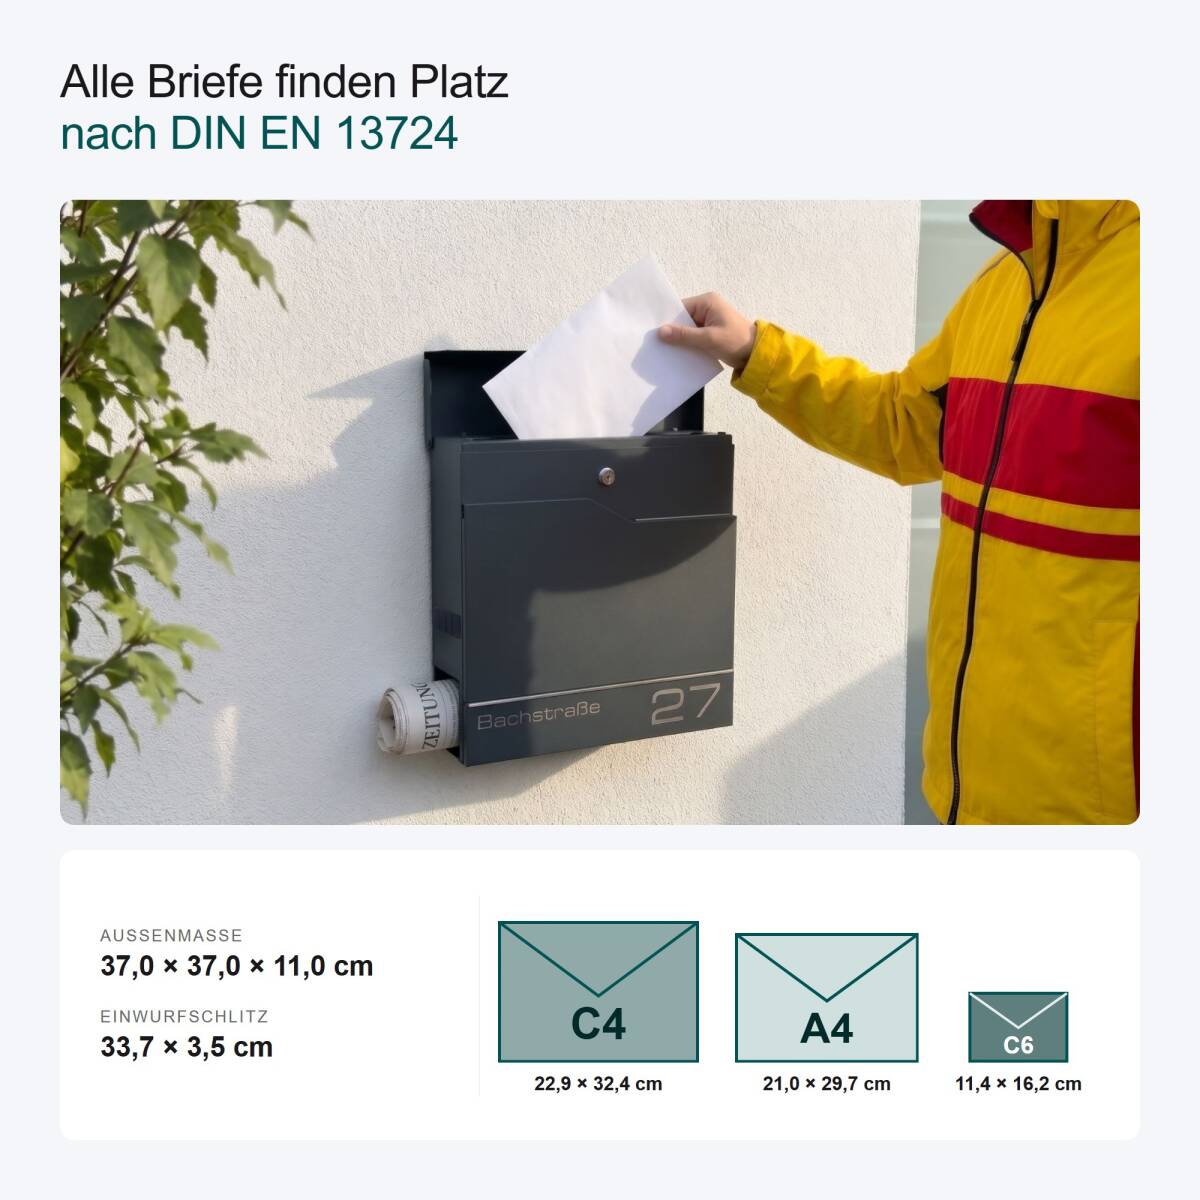 Alle Briefe finden Platz
nach DIN EN 13724
ZEITUNG
Bachstraße 27
AUSSENMASSE
37,0 × 37,0 × 11,0 cm
EINWURFSCHLITZ
33,7 × 3,5 cm
C4
22,9 × 32,4 cm
A4
21,0 × 29,7 cm
C6
11,4 × 16,2 cm